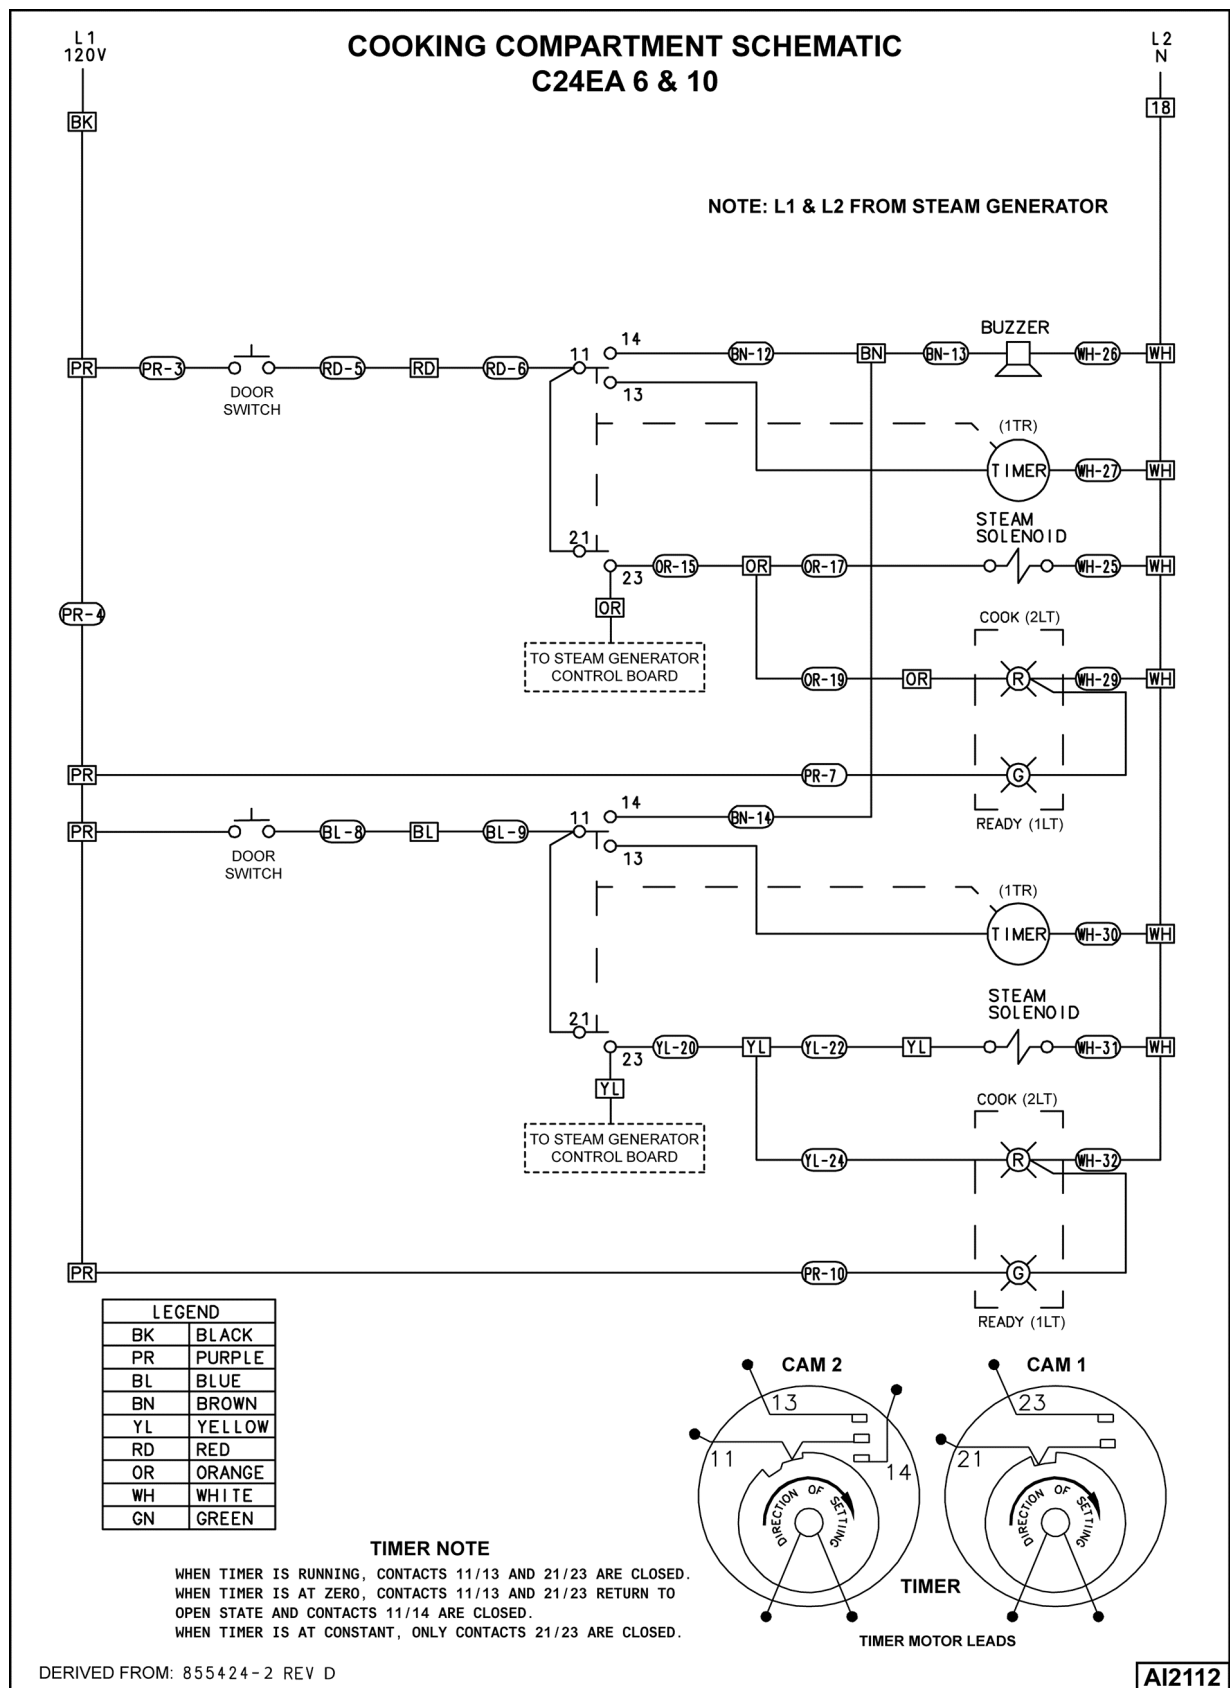 L1
120V
COOKING COMPARTMENT SCHEMATIC
C24EA 6 & 10
L2
N
BK
18
NOTE: L1 & L2 FROM STEAM GENERATOR
BUZZER
14
PR
PR-3
RD-5
RD
RD-6
11
BN-12
BN
BN-13
WH-26
WH
13
DOOR
SWITCH
(1TR)
TIMER
WH-27
WH
STEAM
SOLENOID
21
23
OR-15
OR
OR-17
WH-25
WH
OR
PR-4
COOK (2LT)
TO STEAM GENERATOR
CONTROL BOARD
OR-19
OR
R
WH-29
WH
PR
PR-7
G
READY (1LT)
14
PR
BL-8
BL
BL-9
11
BN-14
13
DOOR
SWITCH
(1TR)
TIMER
WH-30
WH
STEAM
SOLENOID
21
23
YL-20
YL
YL-22
YL
WH-31
WH
YL
COOK (2LT)
TO STEAM GENERATOR
CONTROL BOARD
YL-24
R
WH-32
PR
PR-10
G
READY (1LT)
LEGEND
BK BLACK
PR PURPLE
BL BLUE
BN BROWN
YL YELLOW
RD RED
OR ORANGE
WH WHITE
GN GREEN
CAM 2
13
11
14
DIRECTION OF SETTIING
CAM 1
23
21
DIRECTION OF SETTIING
TIMER
TIMER MOTOR LEADS
TIMER NOTE
WHEN TIMER IS RUNNING, CONTACTS 11/13 AND 21/23 ARE CLOSED.
WHEN TIMER IS AT ZERO, CONTACTS 11/13 AND 21/23 RETURN TO
OPEN STATE AND CONTACTS 11/14 ARE CLOSED.
WHEN TIMER IS AT CONSTANT, ONLY CONTACTS 21/23 ARE CLOSED.
DERIVED FROM: 855424-2 REV D
AI2112